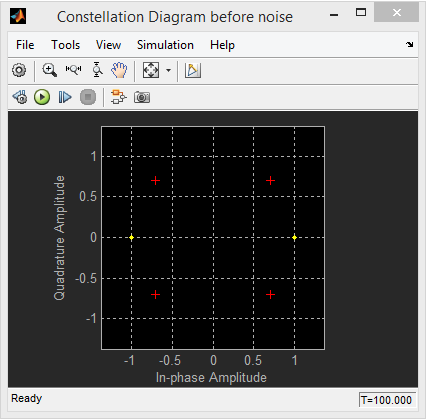 Constellation Diagram before noise
File Tools View Simulation Help
1
0.5
0
-0.5
-1
Quadrature Amplitude
-1 -0.5 0 0.5 1
In-phase Amplitude
Ready T=100.000